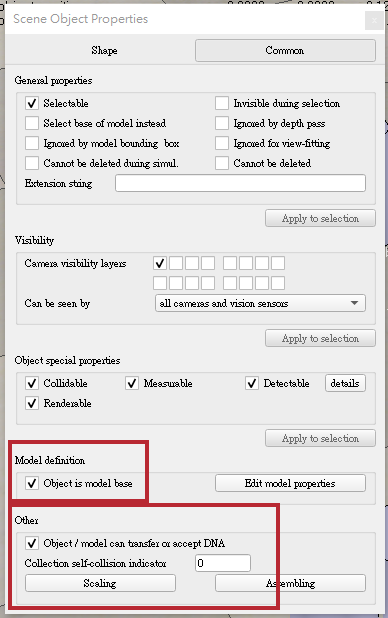 Scene Object Properties
x
Shape Common
General properties
Selectable Invisible during selection
Select base of model instead Ignored by depth pass
Ignored by model bounding box Ignored for view-fitting
Cannot be deleted during simul. Cannot be deleted
Extension string
Apply to selection
Visibility
Camera visibility layers
Can be seen by all cameras and vision sensors
Apply to selection
Object special properties
Collidable Measurable Detectable details
Renderable
Apply to selection
Model definition
Object is model base Edit model properties
Other
Object / model can transfer or accept DNA
Collection self-collision indicator 0
Scaling Assembling